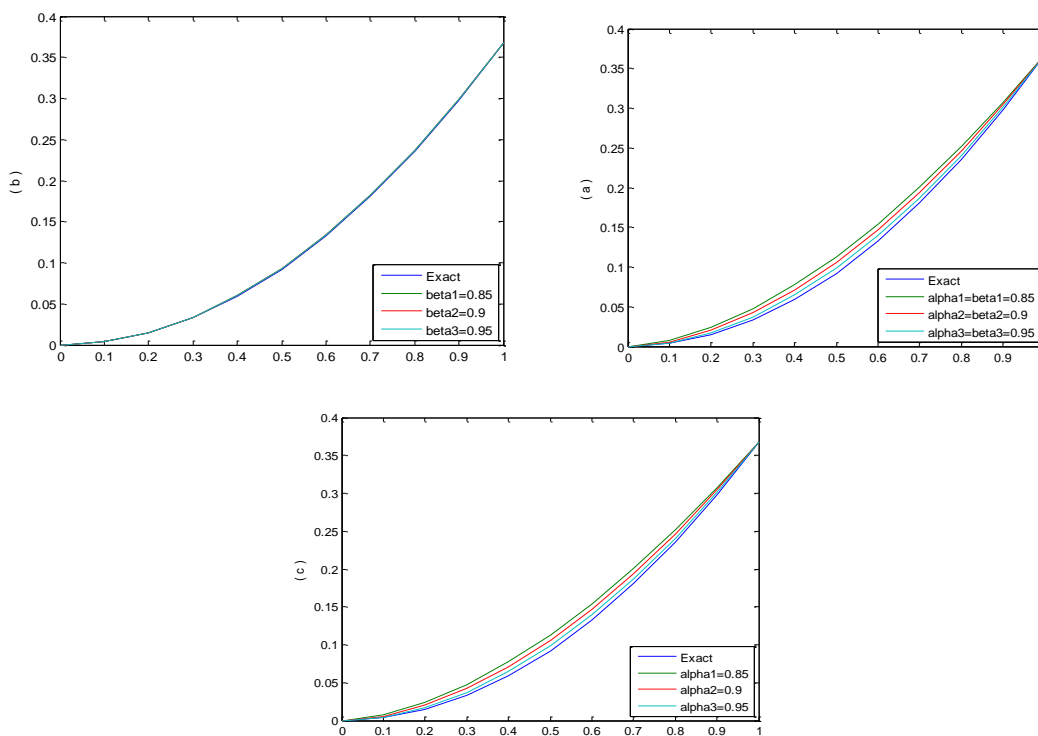 0.4
0.35
0.3
0.25
0.2
0.15
0.1
0.05
0
( b )
Exact
beta1=0.85
beta2=0.9
beta3=0.95
0 0.1 0.2 0.3 0.4 0.5 0.6 0.7 0.8 0.9 1
0.4
0.35
0.3
0.25
0.2
0.15
0.1
0.05
0
( a )
Exact
alpha1=beta1=0.85
alpha2=beta2=0.9
alpha3=beta3=0.95
0 0.1 0.2 0.3 0.4 0.5 0.6 0.7 0.8 0.9
0.4
0.35
0.3
0.25
0.2
0.15
0.1
0.05
0
( c )
Exact
alpha1=0.85
alpha2=0.9
alpha3=0.95
0 0.1 0.2 0.3 0.4 0.5 0.6 0.7 0.8 0.9 1